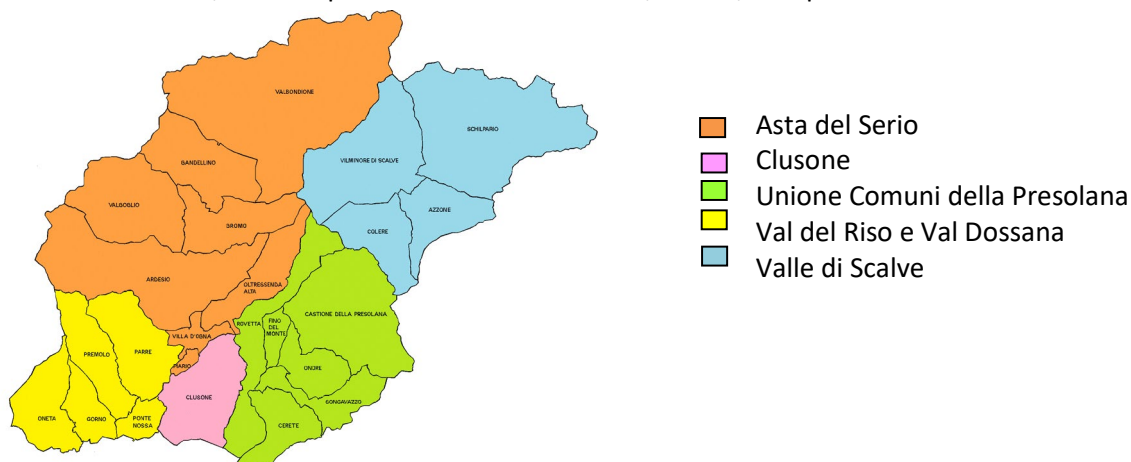 VALBONDIONE
SCHILPARIO
VILMINORE DI SCALVE
GANDELLINO
VALGOGLIO
AZZONE
GROMO
COLERE
ARDESIO
OLTRESSENDA
ALTA
CASTIONE DELLA PRESOLANA
ROVETTA
FINO
DEL
MONTE
VILLA D'OGNA
PREMOLO
PARRE
PIARIO
ONORE
CLUSONE
SONGAVAZZO
ONETA
GORNO
PONTE
NOSSA
CERETE
Asta del Serio
Clusone
Unione Comuni della Presolana
Val del Riso e Val Dossana
Valle di Scalve